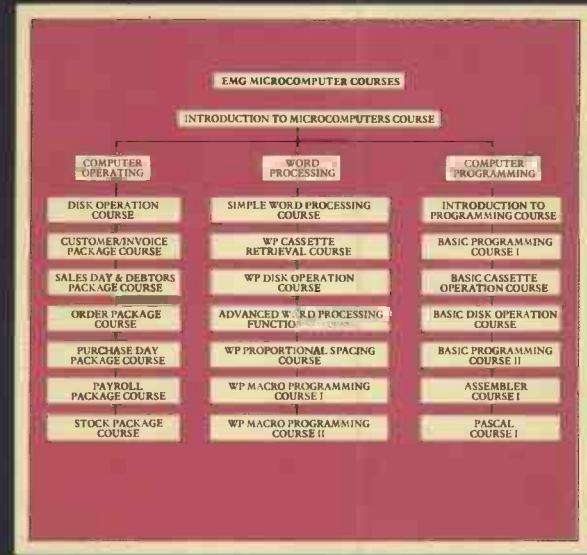 EMG MICROCOMPUTER COURSES
INTRODUCTION TO MICROCOMPUTERS COURSE
COMPUTER
OPERATING
DISK OPERATION
COURSE
CUSTOMER/INVOICE
PACKAGE COURSE
SALES DAY & DEBTORS
PACKAGE COURSE
ORDER PACKAGE
COURSE
PURCHASE DAY
PACKAGE COURSE
PAYROLL
PACKAGE COURSE
STOCK PACKAGE
COURSE
WORD
PROCESSING
SIMPLE WORD PROCESSING
COURSE
WP CASSETTE
RETRIEVAL COURSE
WP DISK OPERATION
COURSE
ADVANCED WORD PROCESSING
WP PROPORTIONAL SPACING
COURSE
WP MACRO PROGRAMMING
COURSE I
WP MACRO PROGRAMMING
COURSE II
COMPUTER
PROGRAMMING
INTRODUCTION TO
PROGRAMMING COURSE
BASIC PROGRAMMING
COURSE I
BASIC CASSETTE
OPERATION COURSE
BASIC DISK OPERATION
COURSE
BASIC PROGRAMMING
COURSE II
ASSEMBLER
COURSE I
PASCAL
COURSE I